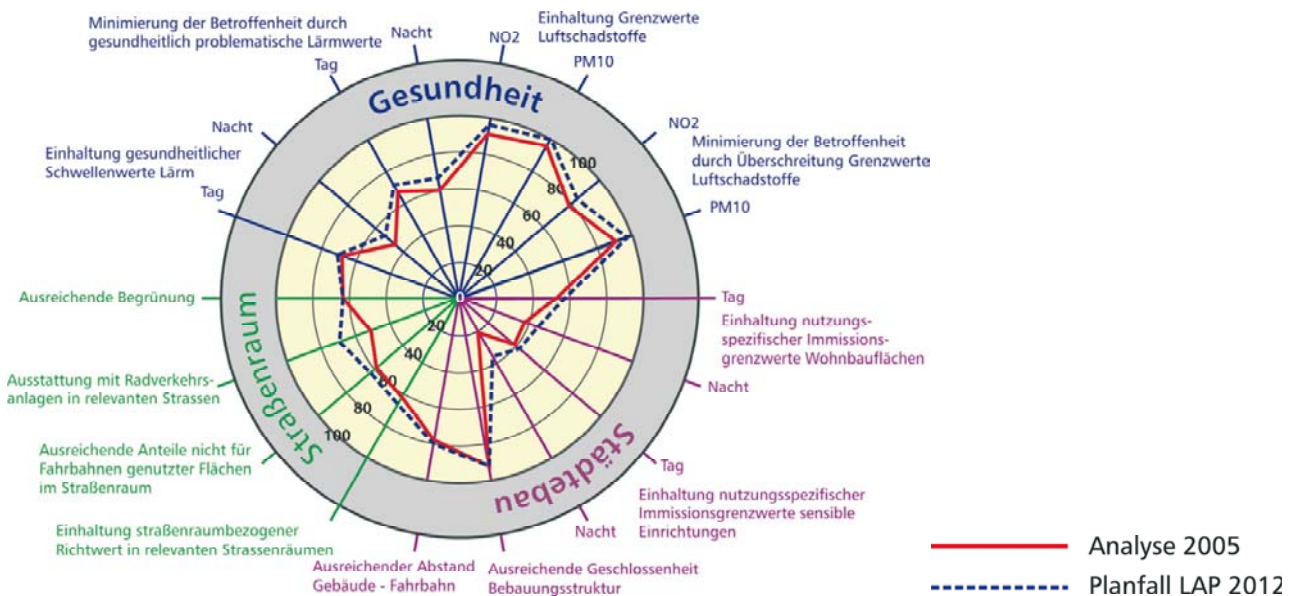 Minimierung der Betroffenheit durch
gesundheitlich problematische Lärmwerte
Nacht
Tag
NO2
Einhaltung Grenzwerte
Luftschadstoffe
PM10
Nacht
Einhaltung gesundheitlicher
Schwellenwerte Lärm
Tag
NO2
Minimierung der Betroffenheit
durch Überschreitung Grenzwerte
Luftschadstoffe
PM10
Gesundheit
100
80
60
40
20
0
20
40
60
80
100
Ausreichende Begrünung
Ausstattung mit Radverkehrs-
anlagen in relevanten Strassen
Ausreichende Anteile nicht für
Fahrbahnen genutzter Flächen
im Straßenraum
Einhaltung straßenraumbezogener
Richtwert in relevanten Strassenräumen
Straßenraum
Tag
Einhaltung nutzungs-
spezifischer Immissions-
grenzwerte Wohnbauflächen
Nacht
Tag
Einhaltung nutzungsspezifischer
Immissionsgrenzwerte sensible
Einrichtungen
Nacht
Städtebau
Ausreichender Abstand
Gebäude - Fahrbahn
Ausreichende Geschlossenheit
Bebauungsstruktur
Analyse 2005
Planfall LAP 2012